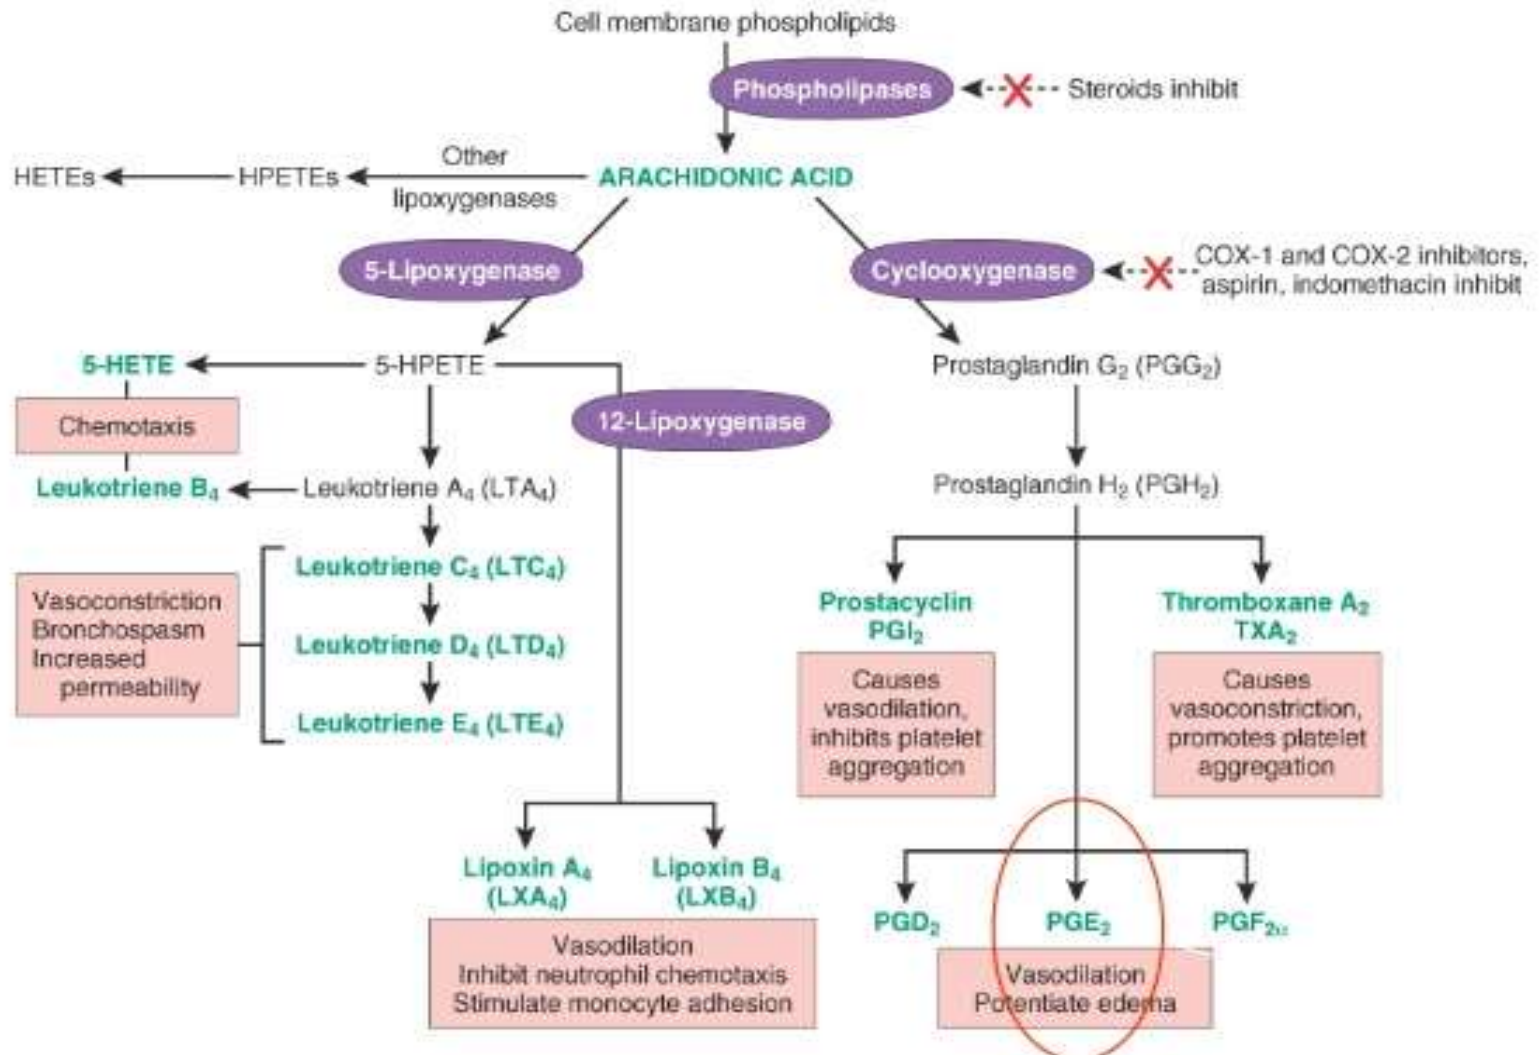 Cell membrane phospholipids
Phospholipases
Steroids inhibit
HETEs
HPETEs
Other
lipoxygenases
ARACHIDONIC ACID
5-Lipoxygenase
Cyclooxygenase
COX-1 and COX-2 inhibitors,
aspirin, indomethacin inhibit
5-HETE
5-HPETE
Prostaglandin G₂ (PGG₂)
Chemotaxis
12-Lipoxygenase
Leukotriene B₄
Leukotriene A₄ (LTA₄)
Prostaglandin H₂ (PGH₂)
Leukotriene C₄ (LTC₄)
Vasoconstriction
Bronchospasm
Increased
permeability
Leukotriene D₄ (LTD₄)
Leukotriene E₄ (LTE₄)
Prostacyclin
PGI₂
Causes
vasodilation,
inhibits platelet
aggregation
Thromboxane A₂
TXA₂
Causes
vasoconstriction,
promotes platelet
aggregation
Lipoxin A₄
(LXA₄)
Lipoxin B₄
(LXB₄)
Vasodilation
Inhibit neutrophil chemotaxis
Stimulate monocyte adhesion
PGD₂
PGE₂
PGF₂α
Vasodilation
Potentiate edema